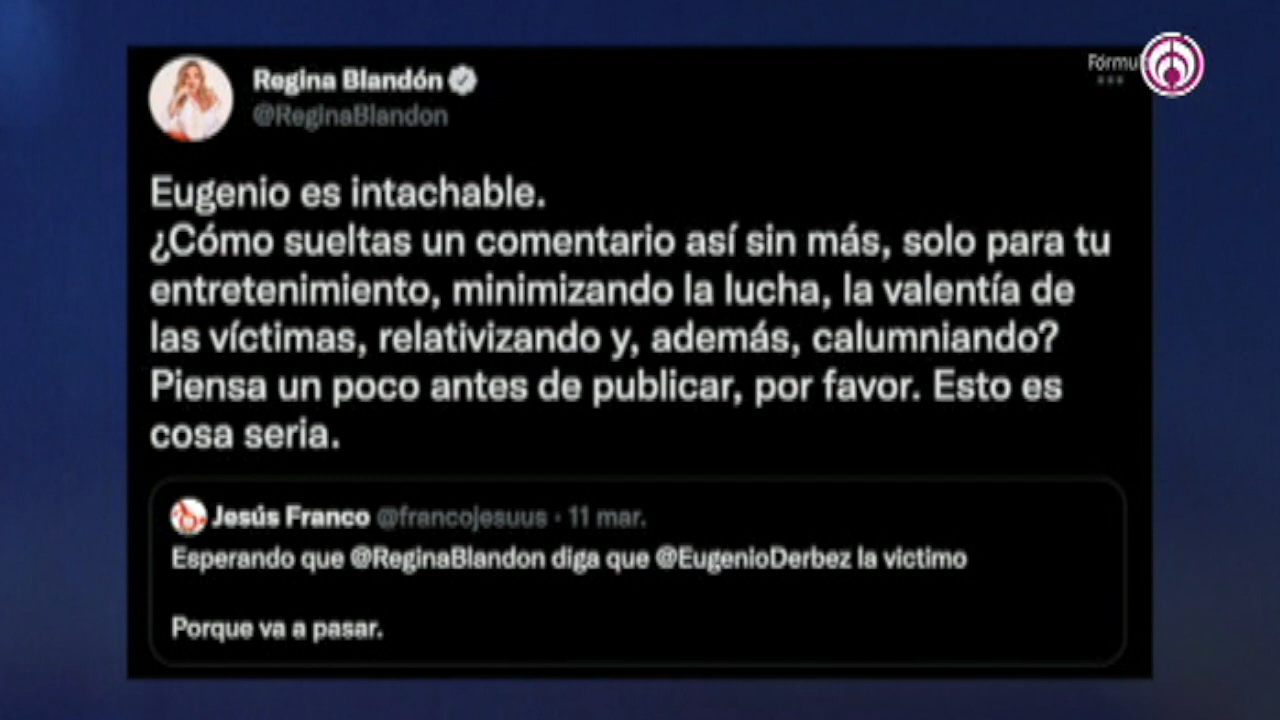 Fórmu
Regina Blandón
@ReginaBlandon
Eugenio es intachable.
¿Cómo sueltas un comentario así sin más, solo para tu
entretenimiento, minimizando la lucha, la valentía de
las víctimas, relativizando y, además, calumniando?
Piensa un poco antes de publicar, por favor. Esto es
cosa seria.
Jesús Franco @francojesuus · 11 mar.
Esperando que @ReginaBlandon diga que @EugenioDerbez la victimo
Porque va a pasar.